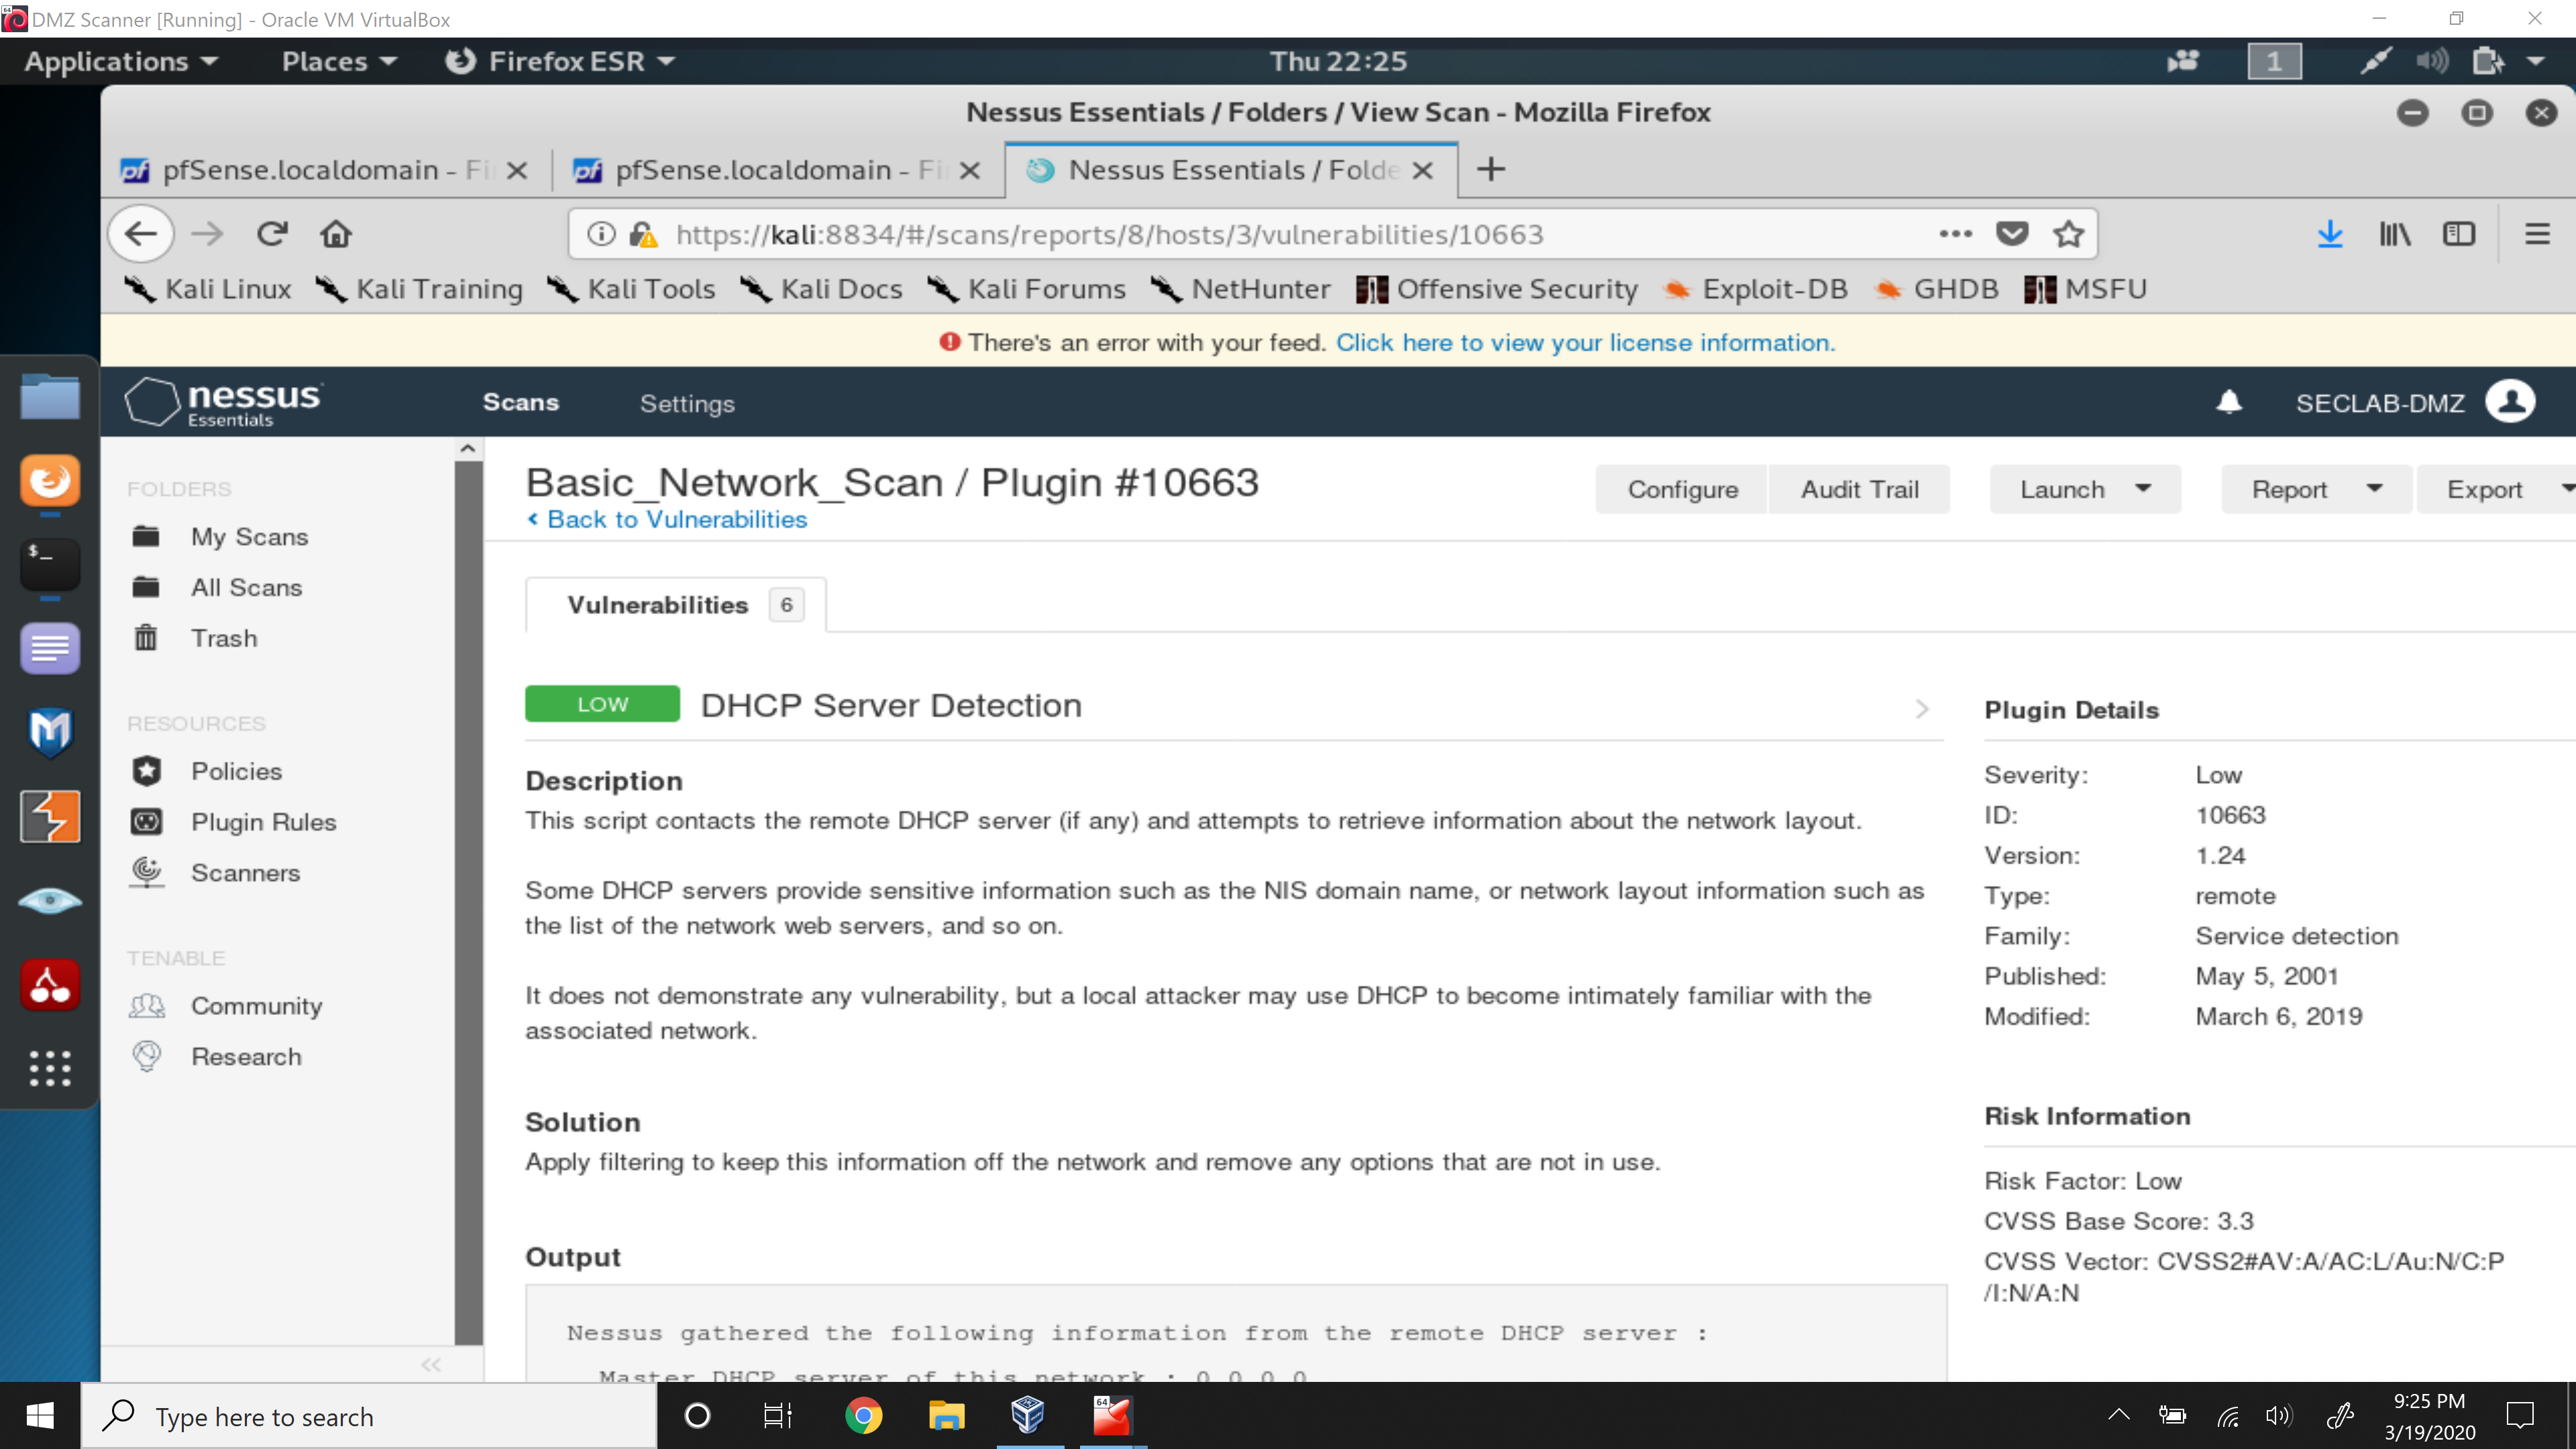 DMZ Scanner [Running] - Oracle VM VirtualBox
Applications Places Firefox ESR Thu 22:25 1
Nessus Essentials / Folders / View Scan - Mozilla Firefox
pfSense.localdomain - Fi pfSense.localdomain - Fi Nessus Essentials / Folde
https://kali:8834/#/scans/reports/8/hosts/3/vulnerabilities/10663
Kali Linux Kali Training Kali Tools Kali Docs Kali Forums NetHunter Offensive Security Exploit-DB GHDB MSFU
There's an error with your feed. Click here to view your license information.
nessus
Essentials
Scans Settings SECLAB-DMZ
FOLDERS
My Scans
All Scans
Trash
RESOURCES
Policies
Plugin Rules
Scanners
TENABLE
Community
Research
Basic_Network_Scan / Plugin #10663
Back to Vulnerabilities
Configure Audit Trail Launch Report Export
Vulnerabilities 6
LOW DHCP Server Detection
Description
This script contacts the remote DHCP server (if any) and attempts to retrieve information about the network layout.
Some DHCP servers provide sensitive information such as the NIS domain name, or network layout information such as
the list of the network web servers, and so on.
It does not demonstrate any vulnerability, but a local attacker may use DHCP to become intimately familiar with the
associated network.
Solution
Apply filtering to keep this information off the network and remove any options that are not in use.
Output
Nessus gathered the following information from the remote DHCP server :
Master DHCP server of this network : 0.0.0.0
Plugin Details
Severity: Low
ID: 10663
Version: 1.24
Type: remote
Family: Service detection
Published: May 5, 2001
Modified: March 6, 2019
Risk Information
Risk Factor: Low
CVSS Base Score: 3.3
CVSS Vector: CVSS2#AV:A/AC:L/Au:N/C:P
/I:N/A:N
Type here to search
64
9:25 PM
3/19/2020